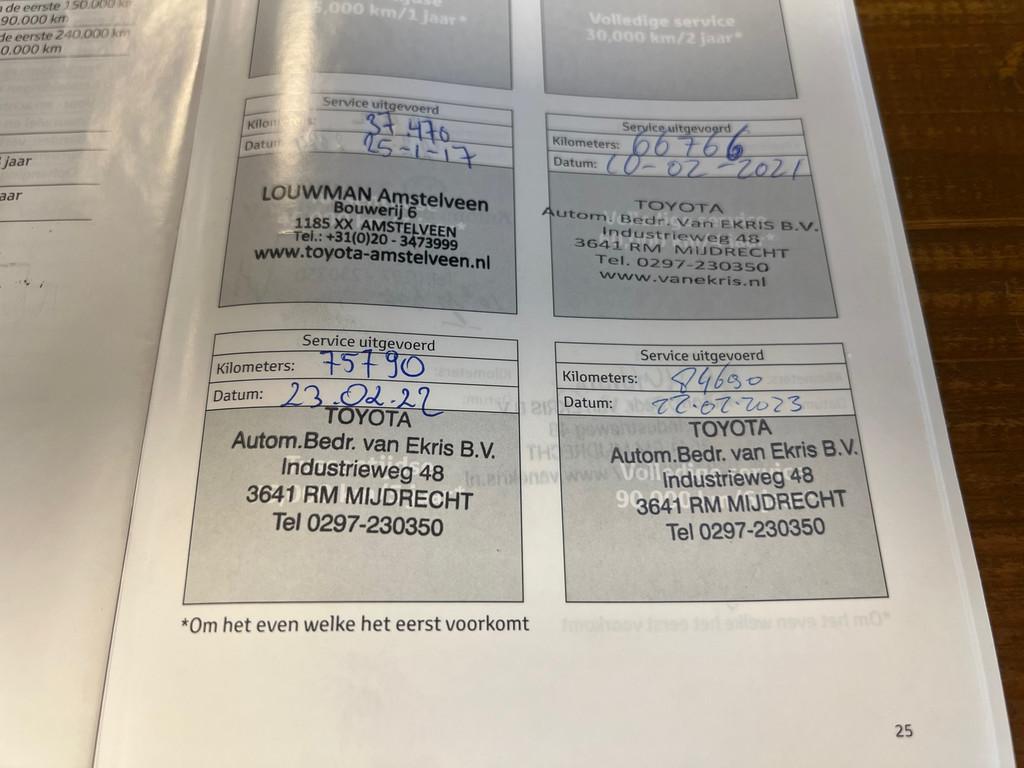 de eerste 150.000 km
90.000 km
de eerste 240.000 km
0.000 km
jaar
aar
5,000 km/1 jaar*
Volledige service
30,000 km/2 jaar*
Service uitgevoerd
37.470
25-1-17
LOUWMAN Amstelveen
Bouwerij 6
1185 XX AMSTELVEEN
Tel.: +31(0)20 - 3473999
www.toyota-amstelveen.nl
Service uitgevoerd
Kilometers: 66766
Datum: 10-02-2021
TOYOTA
Autom. Bedr. Van EKRIS B.V.
Industrieweg 48
3641 RM MIJDRECHT
Tel. 0297-230350
www.vanekris.nl
Service uitgevoerd
Kilometers: 75790
Datum: 23.02.22
TOYOTA
Autom.Bedr. van Ekris B.V.
Industrieweg 48
3641 RM MIJDRECHT
Tel 0297-230350
Service uitgevoerd
Kilometers: 84690
Datum: 22.02.2023
TOYOTA
Autom.Bedr. van Ekris B.V.
Industrieweg 48
3641 RM MIJDRECHT
Tel 0297-230350
*Om het even welke het eerst voorkomt
25